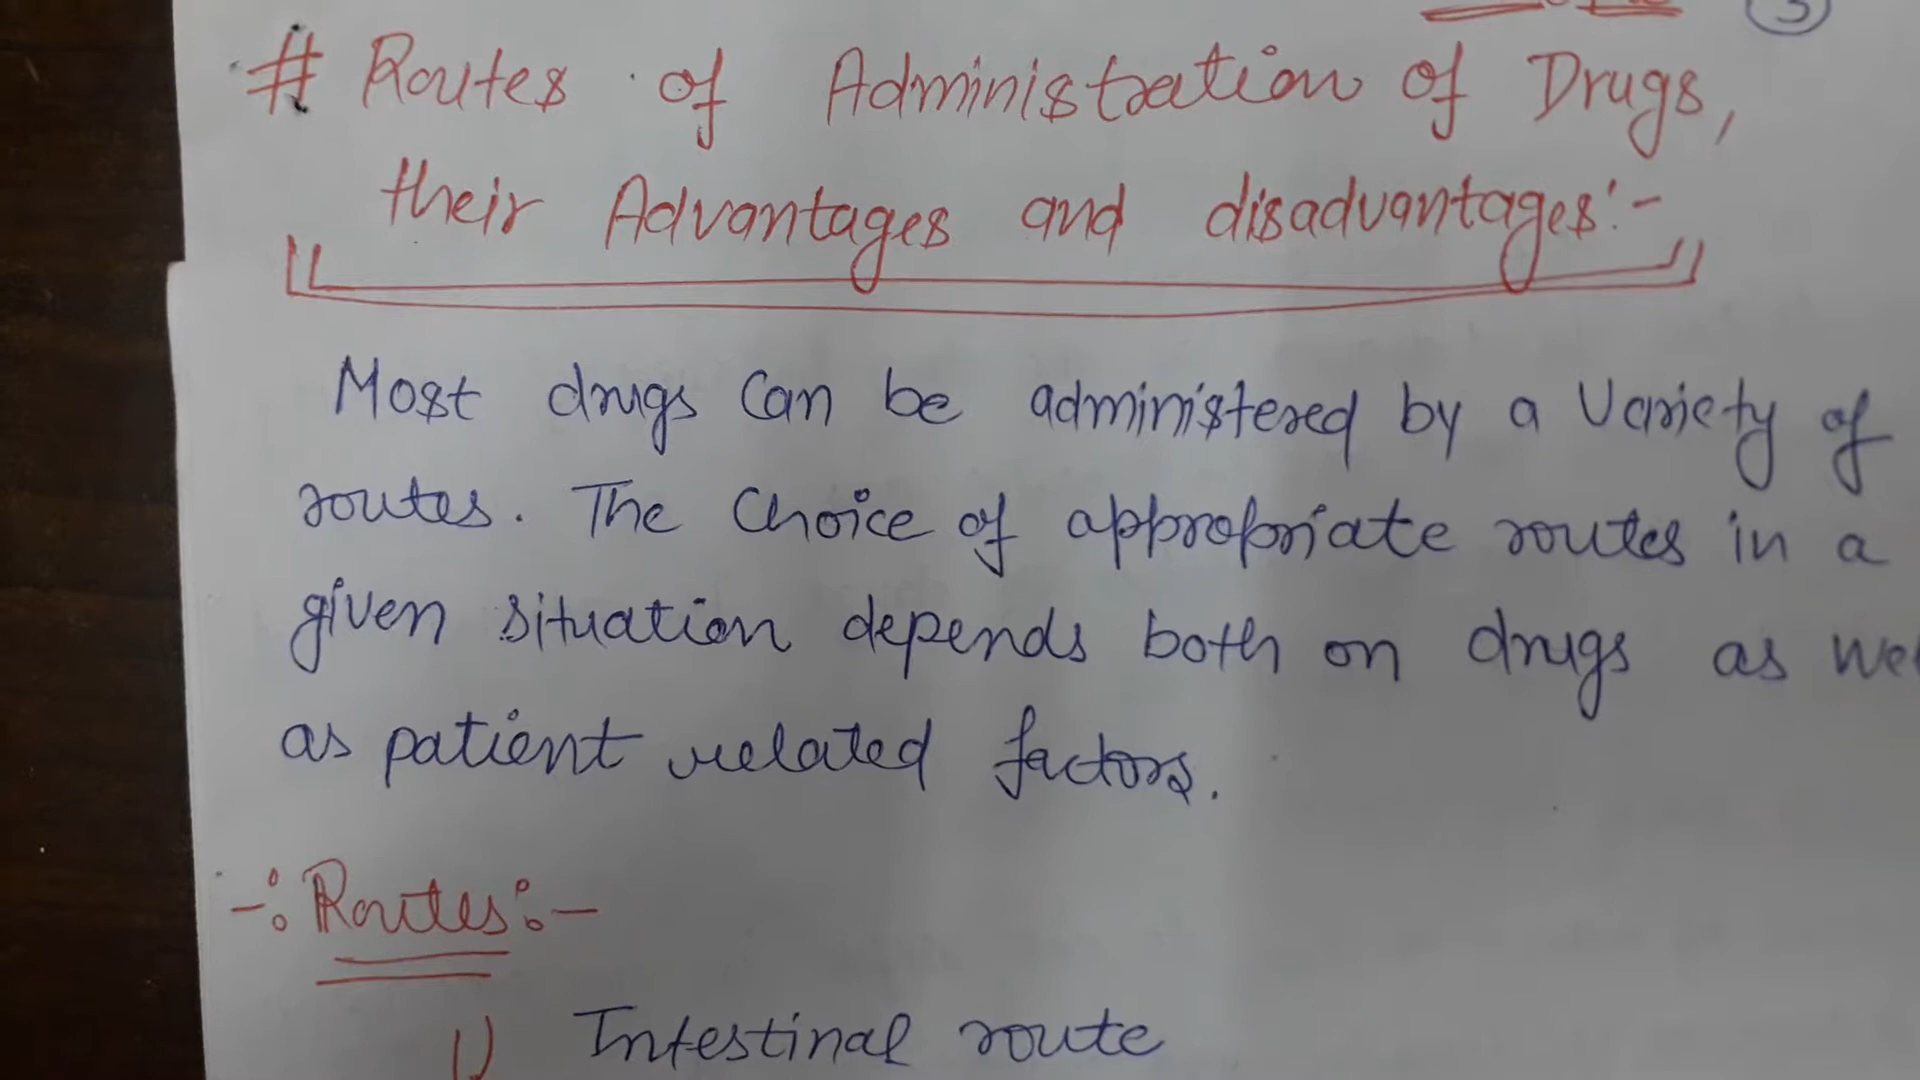 3
# Routes of Administration of Drugs,
their Advantages and disadvantages:-
Most drugs can be administered by a variety of
routes. The choice of appropriate routes in a
given situation depends both on drugs as
as patient related factors.
-: Routes :-
1) Intestinal route